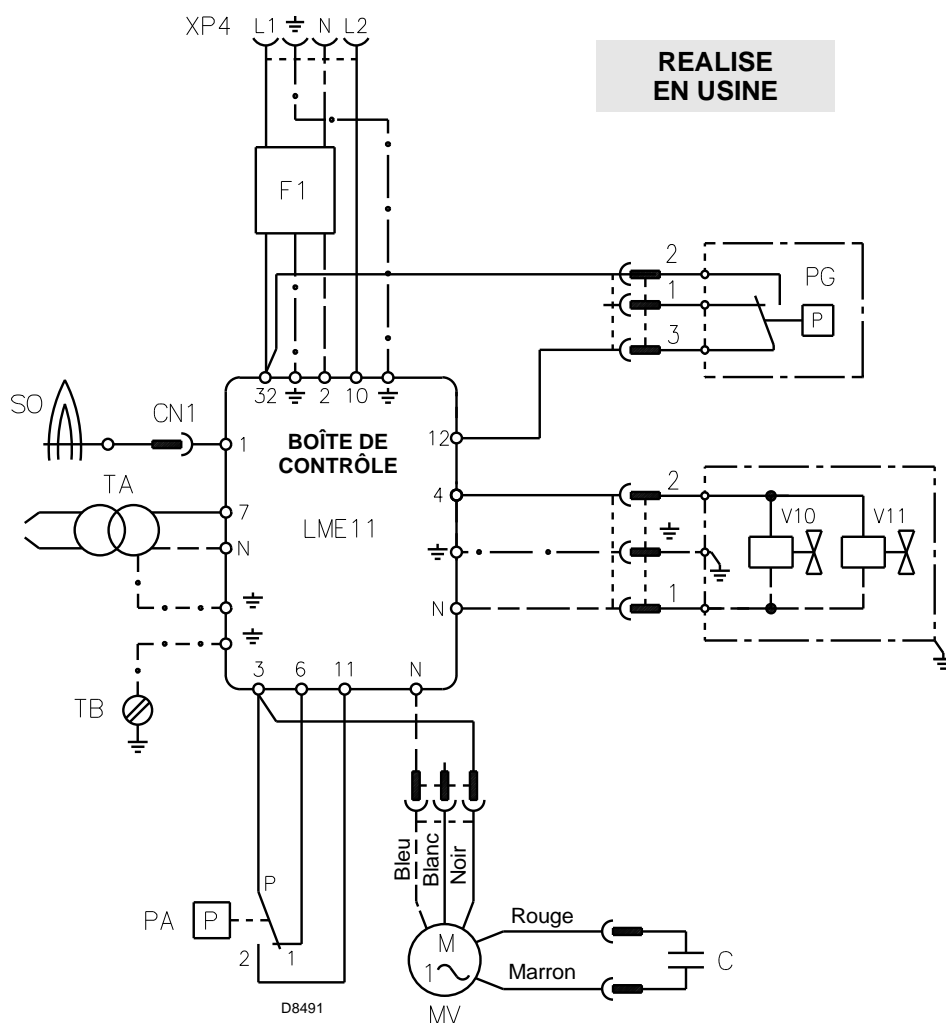 XP4 L1 N L2
REALISE
EN USINE
F1
2
PG
1
P
3
32 2 10
SO
CN1
1
BOÎTE DE
CONTRÔLE
12
TA
4
2
7
LME11
V10 V11
N
N
1
3 6 11 N
TB
Bleu
Blanc
Noir
P
PA P
Rouge
2 1
M
1
C
Marron
D8491
MV